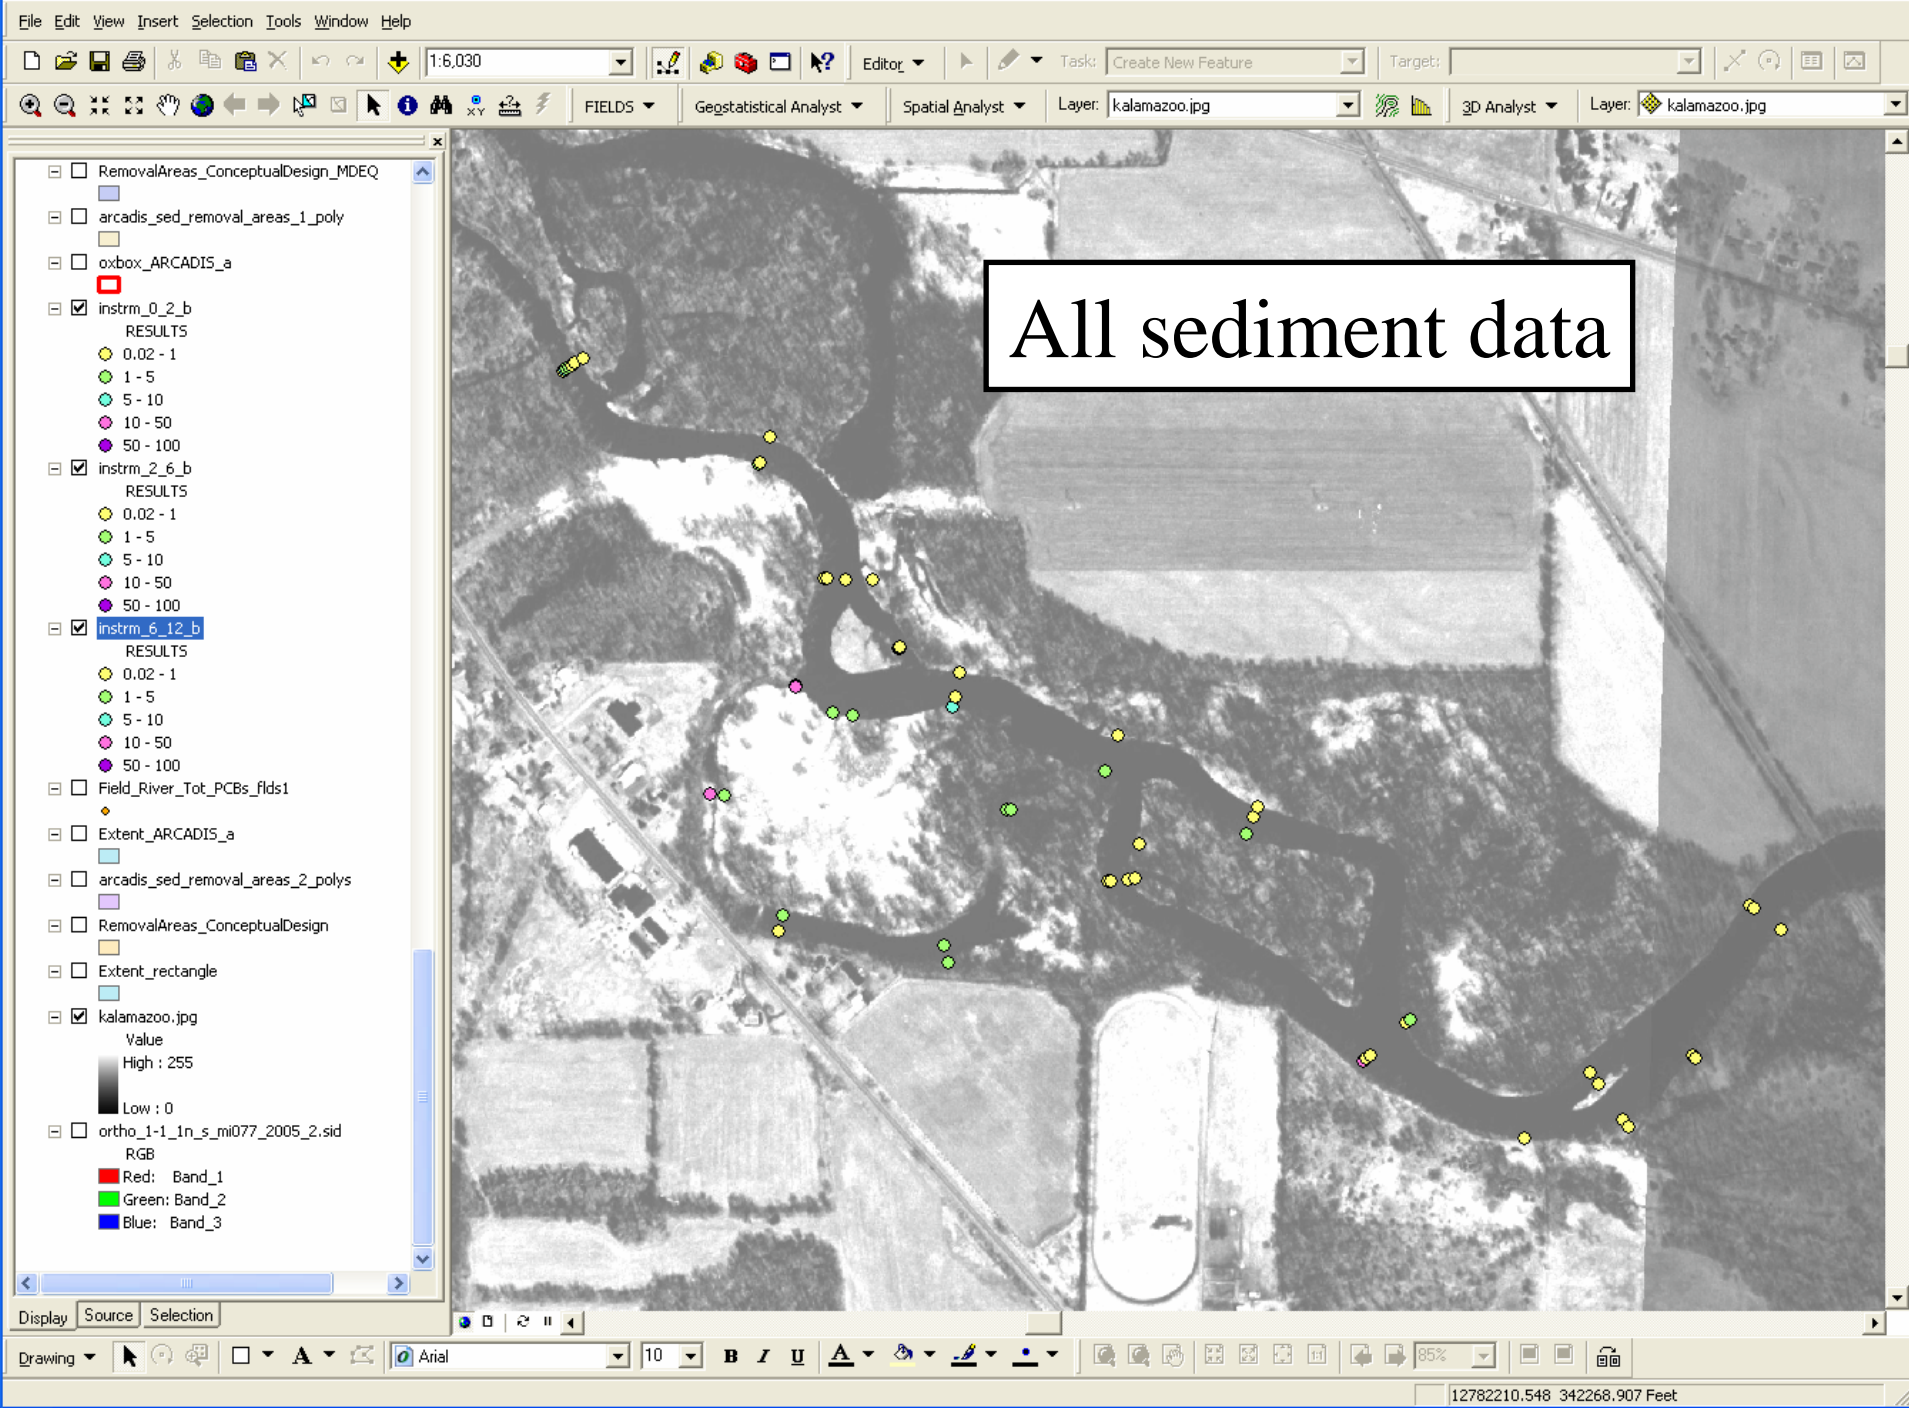 File Edit View Insert Selection Tools Window Help
1:6,030 Editor Task: Create New Feature Target:
FIELDS Geostatistical Analyst Spatial Analyst Layer: kalamazoo.jpg 3D Analyst Layer: kalamazoo.jpg
RemovalAreas_ConceptualDesign_MDEQ
arcadis_sed_removal_areas_1_poly
oxbox_ARCADIS_a
instrm_0_2_b
RESULTS
0.02 - 1
1 - 5
5 - 10
10 - 50
50 - 100
instrm_2_6_b
RESULTS
0.02 - 1
1 - 5
5 - 10
10 - 50
50 - 100
instrm_6_12_b
RESULTS
0.02 - 1
1 - 5
5 - 10
10 - 50
50 - 100
Field_River_Tot_PCBs_flds1
Extent_ARCADIS_a
arcadis_sed_removal_areas_2_polys
RemovalAreas_ConceptualDesign
Extent_rectangle
kalamazoo.jpg
Value
High : 255
Low : 0
ortho_1-1_1n_s_mi077_2005_2.sid
RGB
Red: Band_1
Green: Band_2
Blue: Band_3
All sediment data
Display Source Selection
Drawing A Arial 10 B I U A 85%
12782210.548 342268.907 Feet